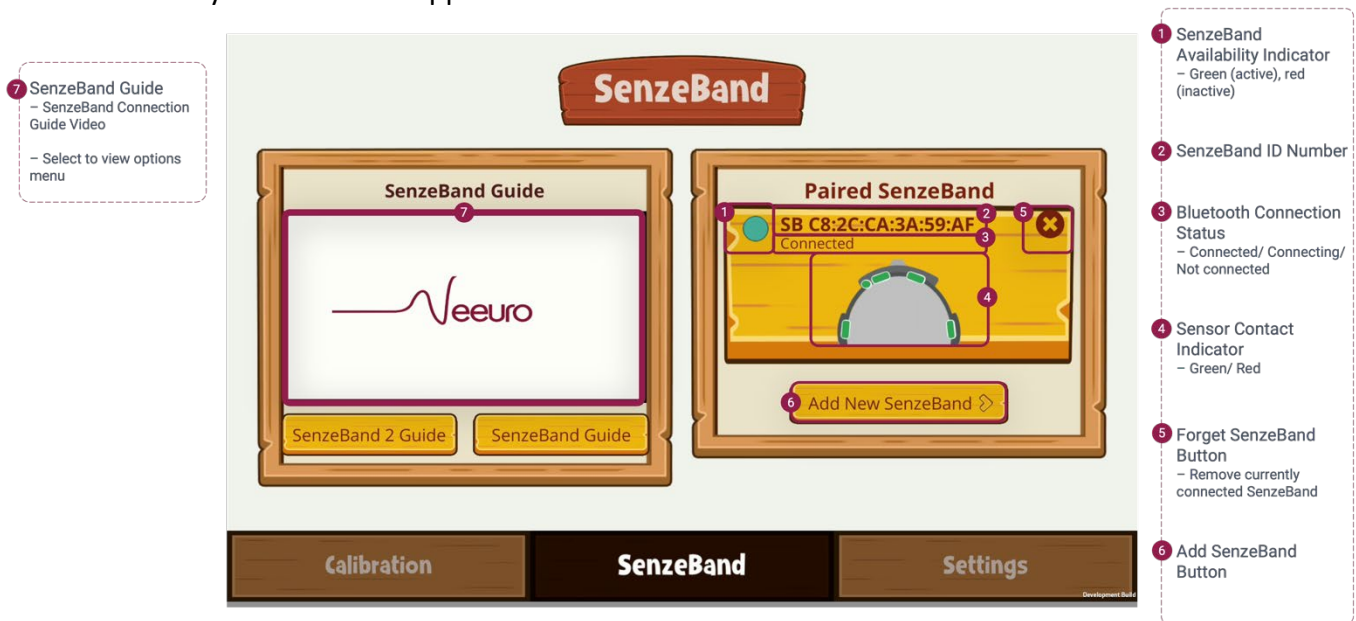 7 SenzeBand Guide
– SenzeBand Connection
Guide Video
– Select to view options
menu
SenzeBand
SenzeBand Guide
7
Neeuro
SenzeBand 2 Guide
SenzeBand Guide
Paired SenzeBand
1
SB C8:2C:CA:3A:59:AF
2
5
Connected
3
4
6 Add New SenzeBand
Calibration
SenzeBand
Settings
Development Build
1 SenzeBand
Availability Indicator
– Green (active), red
(inactive)
2 SenzeBand ID Number
3 Bluetooth Connection
Status
– Connected/ Connecting/
Not connected
4 Sensor Contact
Indicator
– Green/ Red
5 Forget SenzeBand
Button
– Remove currently
connected SenzeBand
6 Add SenzeBand
Button